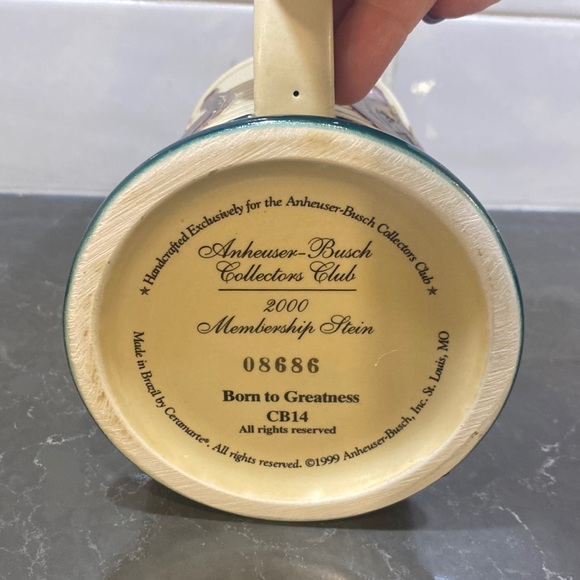 ★ Handcrafted Exclusively for the Anheuser-Busch Collectors Club ★
Anheuser-Busch
Collectors Club
2000
Membership Stein
08686
Born to Greatness
CB14
All rights reserved
Made in Brazil by Ceramarte®. All rights reserved. ©1999 Anheuser-Busch, Inc. St. Louis, MO